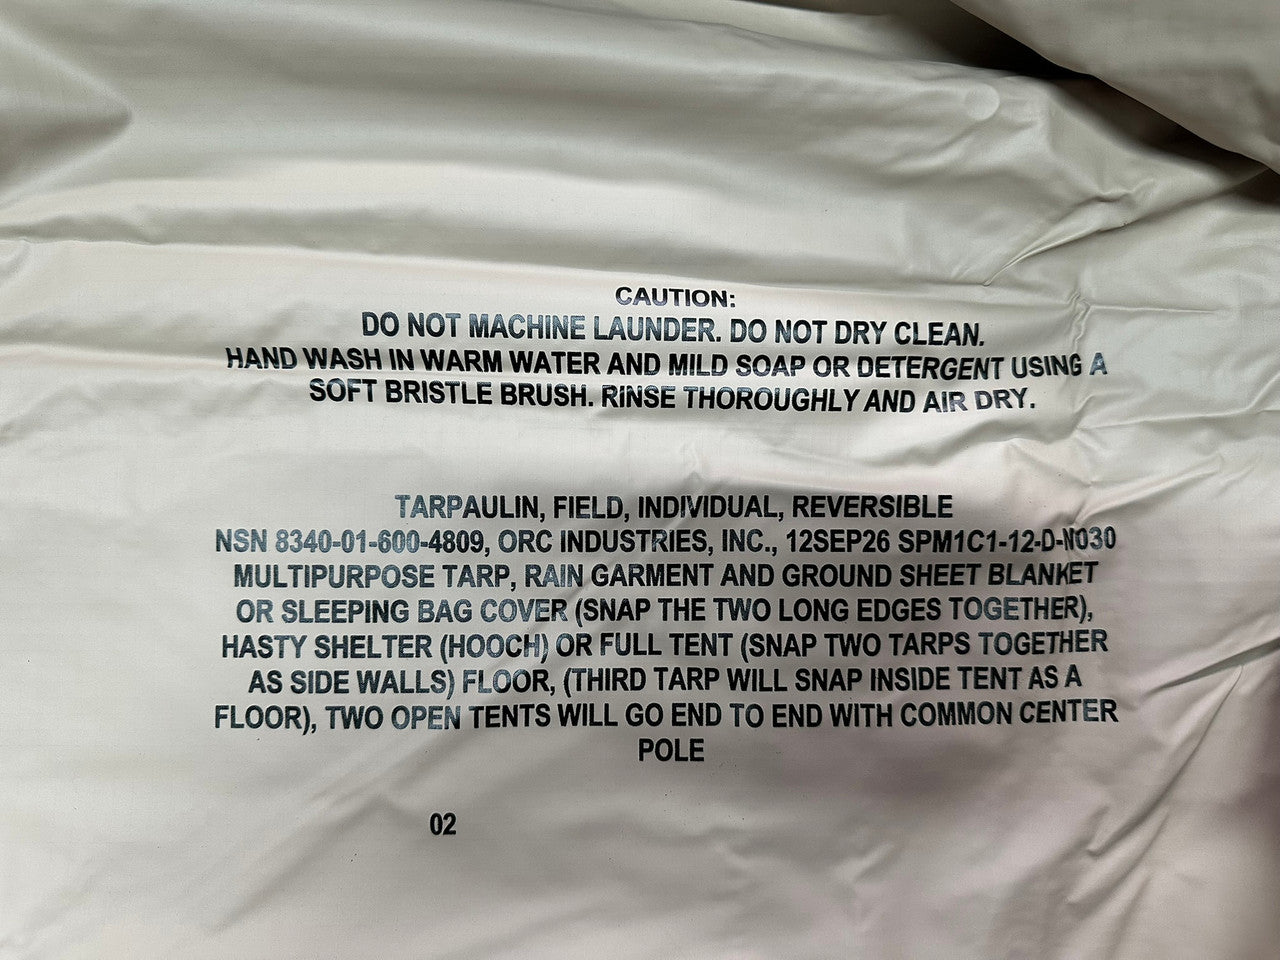 CAUTION:
DO NOT MACHINE LAUNDER. DO NOT DRY CLEAN.
HAND WASH IN WARM WATER AND MILD SOAP OR DETERGENT USING A
SOFT BRISTLE BRUSH. RINSE THOROUGHLY AND AIR DRY.
TARPAULIN, FIELD, INDIVIDUAL, REVERSIBLE
NSN 8340-01-600-4809, ORC INDUSTRIES, INC., 12SEP26 SPM1C1-12-D-N030
MULTIPURPOSE TARP, RAIN GARMENT AND GROUND SHEET BLANKET
OR SLEEPING BAG COVER (SNAP THE TWO LONG EDGES TOGETHER),
HASTY SHELTER (HOOCH) OR FULL TENT (SNAP TWO TARPS TOGETHER
AS SIDE WALLS) FLOOR, (THIRD TARP WILL SNAP INSIDE TENT AS A
FLOOR), TWO OPEN TENTS WILL GO END TO END WITH COMMON CENTER
POLE
02